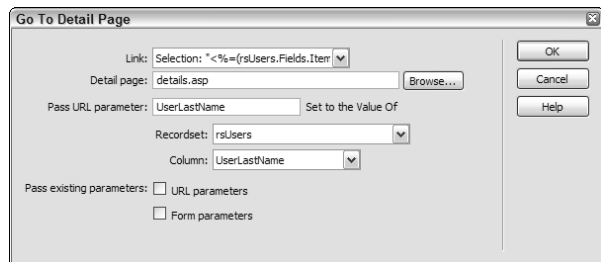 Go To Detail Page
Link: Selection: "<%=(rsUsers.Fields.Item
OK
Detail page: details.asp Browse... Cancel
Pass URL parameter: UserLastName Set to the Value Of Help
Recordset: rsUsers
Column: UserLastName
Pass existing parameters: URL parameters
Form parameters